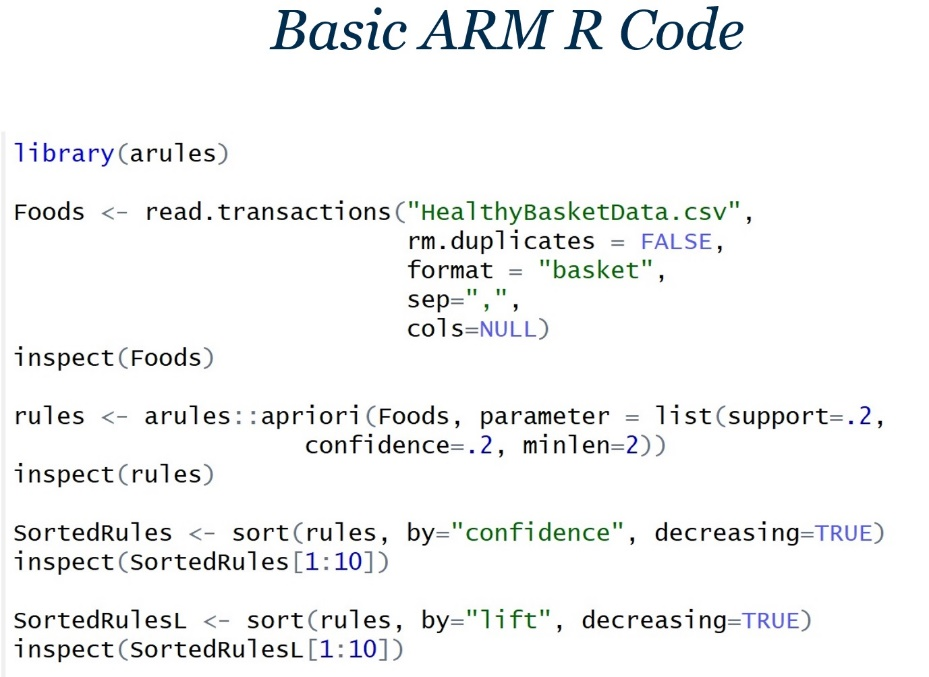 Basic ARM R Code
library(arules)
Foods <- read.transactions("HealthyBasketData.csv",
rm.duplicates = FALSE,
format = "basket",
sep=",",
cols=NULL)
inspect(Foods)
rules <- arules::apriori(Foods, parameter = list(support=.2,
confidence=.2, minlen=2))
inspect(rules)
SortedRules <- sort(rules, by="confidence", decreasing=TRUE)
inspect(SortedRules[1:10])
SortedRulesL <- sort(rules, by="lift", decreasing=TRUE)
inspect(SortedRulesL[1:10])